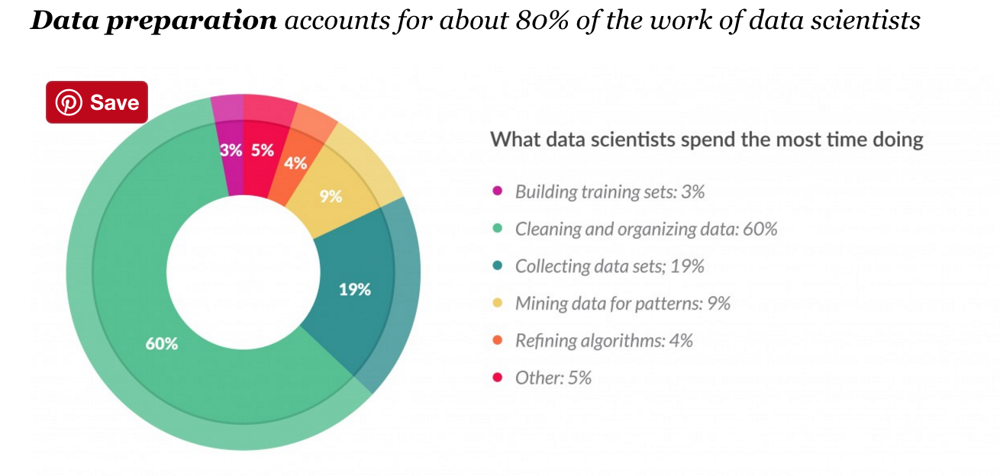 Data preparation accounts for about 80% of the work of data scientists
Save
3%
5%
4%
9%
19%
60%
What data scientists spend the most time doing
Building training sets: 3%
Cleaning and organizing data: 60%
Collecting data sets; 19%
Mining data for patterns: 9%
Refining algorithms: 4%
Other: 5%